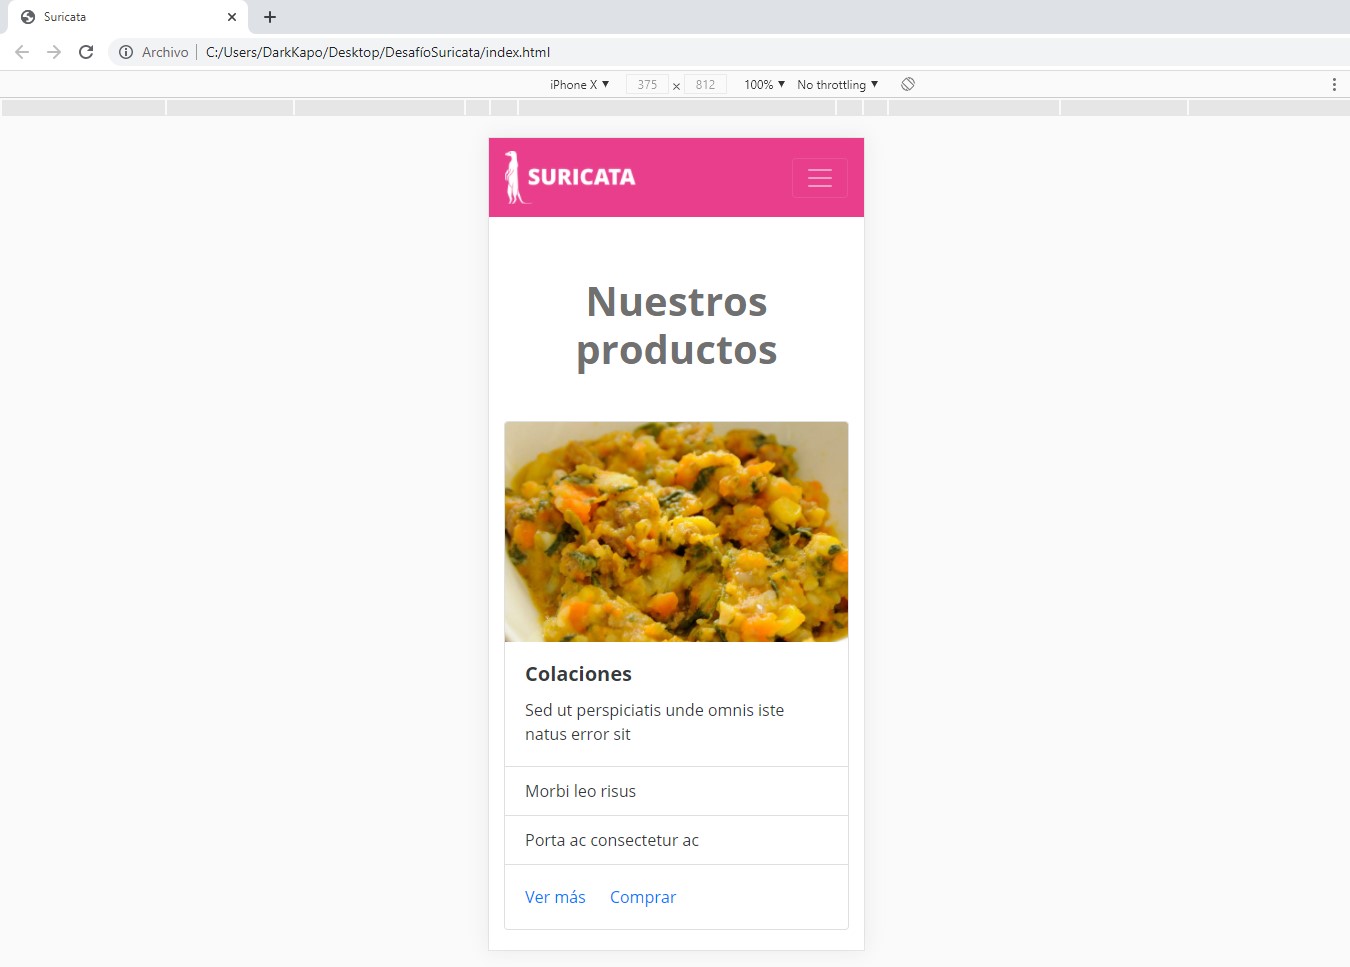 Suricata
Archivo C:/Users/DarkKapo/Desktop/DesafíoSuricata/index.html
iPhone X 375 × 812 100% No throttling
SURICATA
Nuestros
productos
Colaciones
Sed ut perspiciatis unde omnis iste
natus error sit
Morbi leo risus
Porta ac consectetur ac
Ver más Comprar